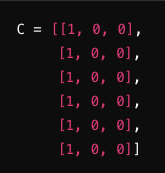 C = [[1, 0, 0],
[1, 0, 0],
[1, 0, 0],
[1, 0, 0],
[1, 0, 0],
[1, 0, 0]]